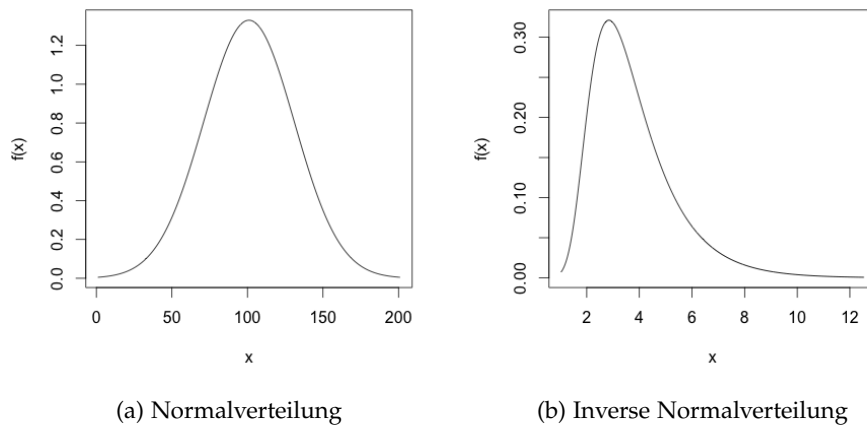 f(x)
0.0 0.2 0.4 0.6 0.8 1.0 1.2
0 50 100 150 200
x
(a) Normalverteilung
f(x)
0.00 0.10 0.20 0.30
2 4 6 8 10 12
x
(b) Inverse Normalverteilung